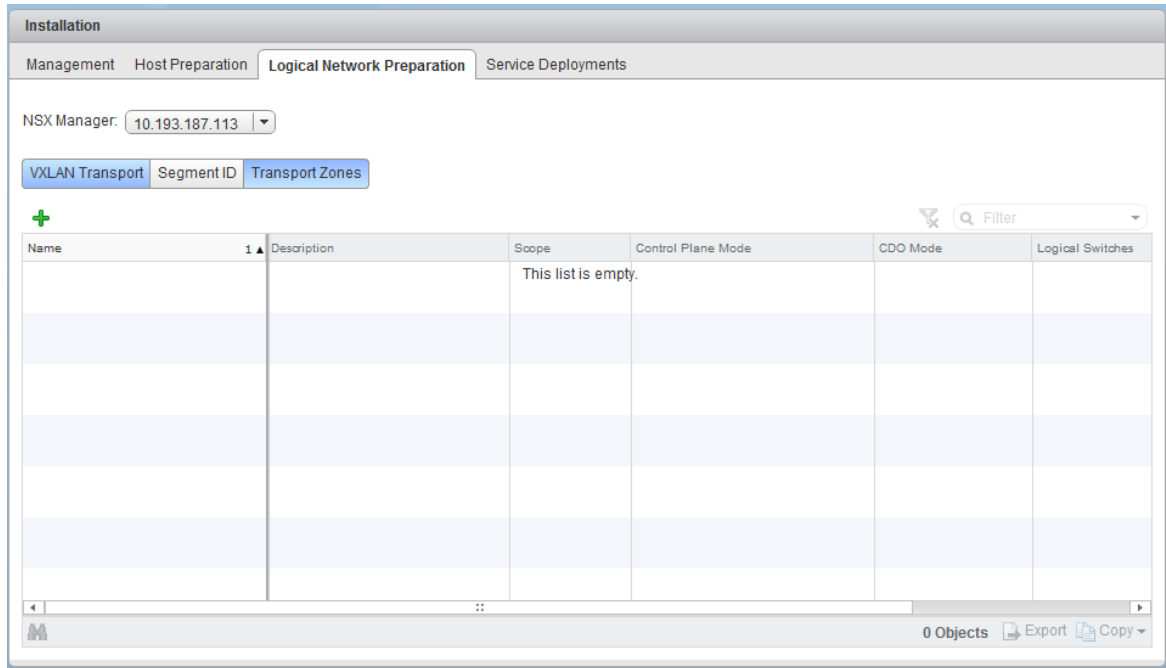 Installation
Management Host Preparation Logical Network Preparation Service Deployments
NSX Manager: 10.193.187.113
VXLAN Transport Segment ID Transport Zones
Filter
Name 1 ▲ Description Scope Control Plane Mode CDO Mode Logical Switches
This list is empty.
0 Objects Export Copy